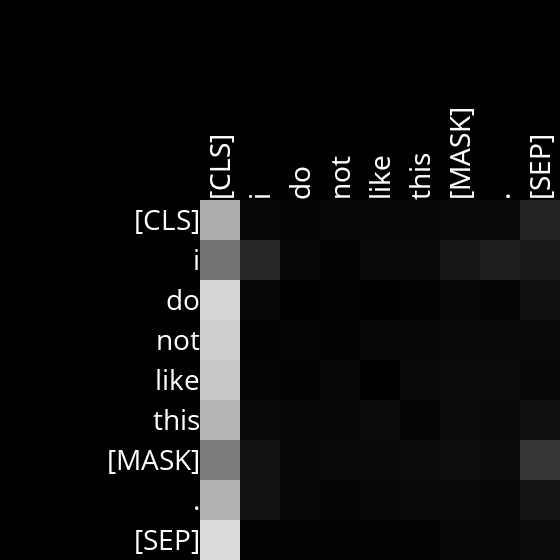 [CLS]
i
do
not
like
this
[MASK]
.
[SEP]
[CLS]
i
do
not
like
this
[MASK]
.
[SEP]